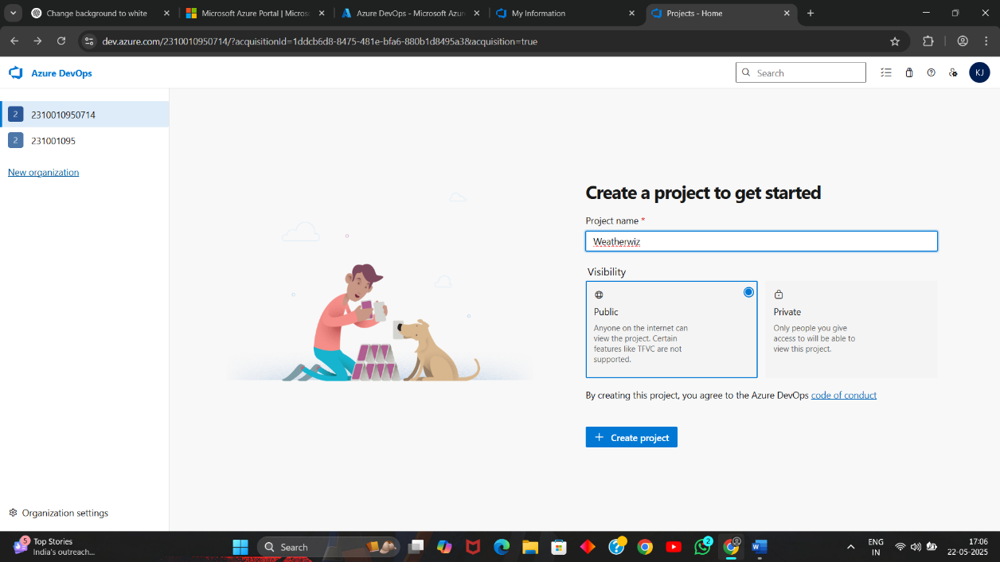 Change background to white
Microsoft Azure Portal | Micros
Azure DevOps - Microsoft Azur
My Information
Projects - Home
dev.azure.com/2310010950714/?acquisitionId=1ddcb6d8-8475-481e-bfa6-880b1d8495a3&acquisition=true
Azure DevOps
Search
KJ
2 2310010950714
2 231001095
New organization
Create a project to get started
Project name *
Weatherwiz
Visibility
Public
Anyone on the internet can
view the project. Certain
features like TFVC are not
supported.
Private
Only people you give
access to will be able to
view this project.
By creating this project, you agree to the Azure DevOps code of conduct
+ Create project
Organization settings
5
Top Stories
India's outreach...
Search
2
ENG
IN
17:06
22-05-2025